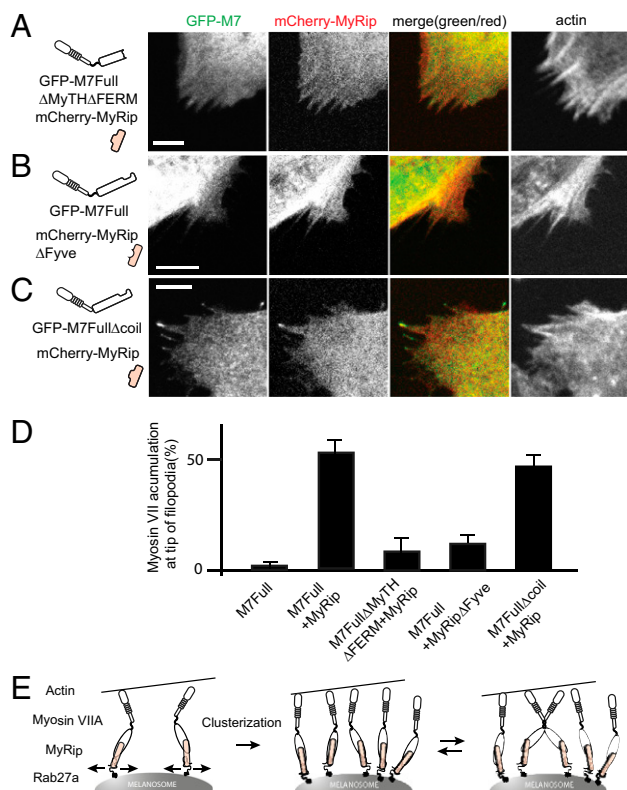 A
GFP-M7
mCherry-MyRip
merge(green/red)
actin
GFP-M7Full
ΔMyTHΔFERM
mCherry-MyRip
B
GFP-M7Full
mCherry-MyRip
ΔFyve
C
GFP-M7FullΔcoil
mCherry-MyRip
D
Myosin VII acumulation
at tip of filopodia(%)
50
0
M7Full
M7Full
+MyRip
M7FullΔMyTH
ΔFERM+MyRip
M7Full
+MyRipΔFyve
M7FullΔcoil
+MyRip
E
Actin
Myosin VIIA
MyRip
Rab27a
Clusterization
MELANOSOME
MELANOSOME
MELANOSOME